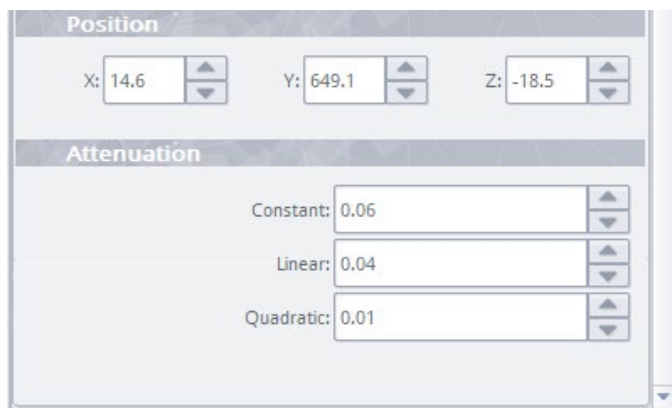 Position
X: 14.6 Y: 649.1 Z: -18.5
Attenuation
Constant: 0.06
Linear: 0.04
Quadratic: 0.01